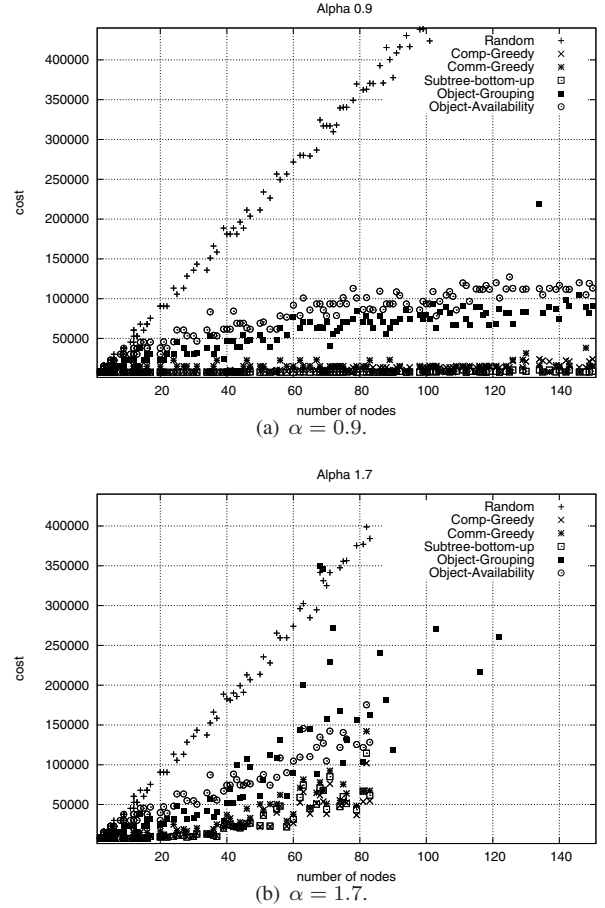 Alpha 0.9
400000
350000
300000
250000
200000
150000
100000
50000
cost
Random
Comp-Greedy
Comm-Greedy
Subtree-bottom-up
Object-Grouping
Object-Availability
20 40 60 80 100 120 140
number of nodes
(a) α = 0.9.
Alpha 1.7
400000
350000
300000
250000
200000
150000
100000
50000
cost
Random
Comp-Greedy
Comm-Greedy
Subtree-bottom-up
Object-Grouping
Object-Availability
20 40 60 80 100 120 140
number of nodes
(b) α = 1.7.